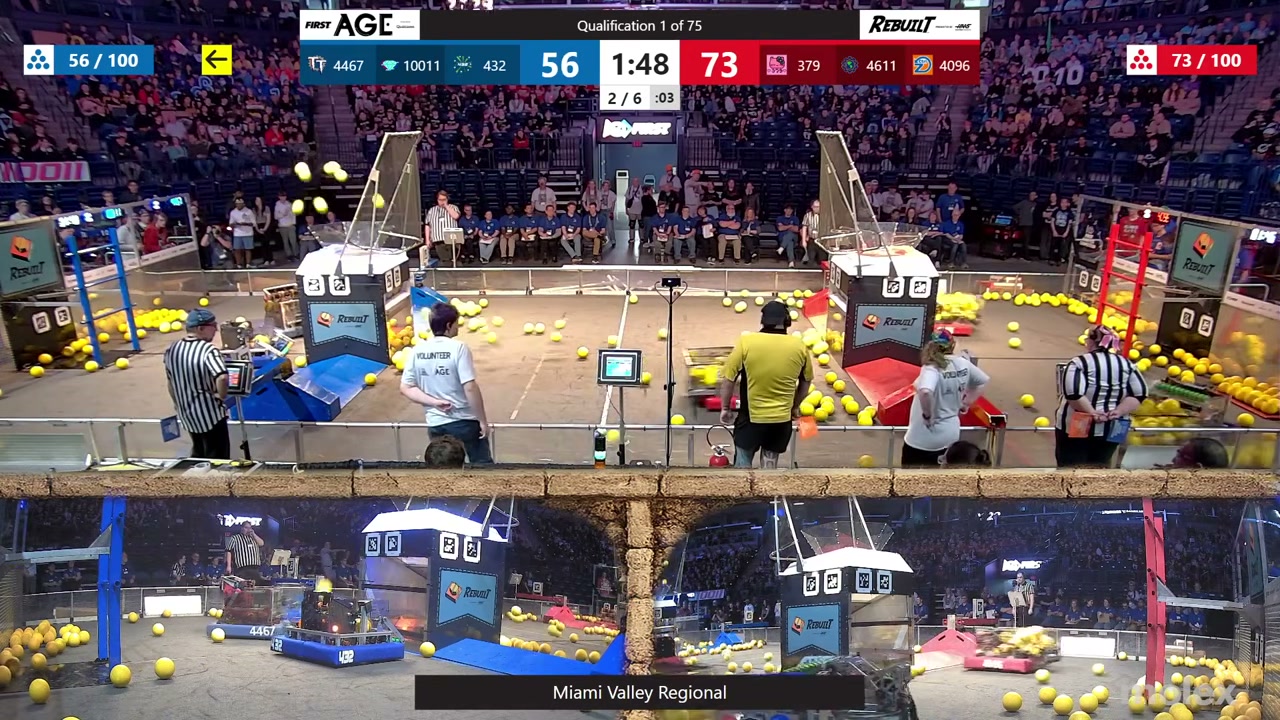 FIRST AGE
Qualification 1 of 75
REBUILT
56 / 100
4467
10011
432
56
1:48
73
379
4611
4096
73 / 100
2 / 6
:03
REBUILT
REBUILT
REBUILT
REBUILT
VOLUNTEER
AGE
REBUILT
REBUILT
4467
432
Miami Valley Regional